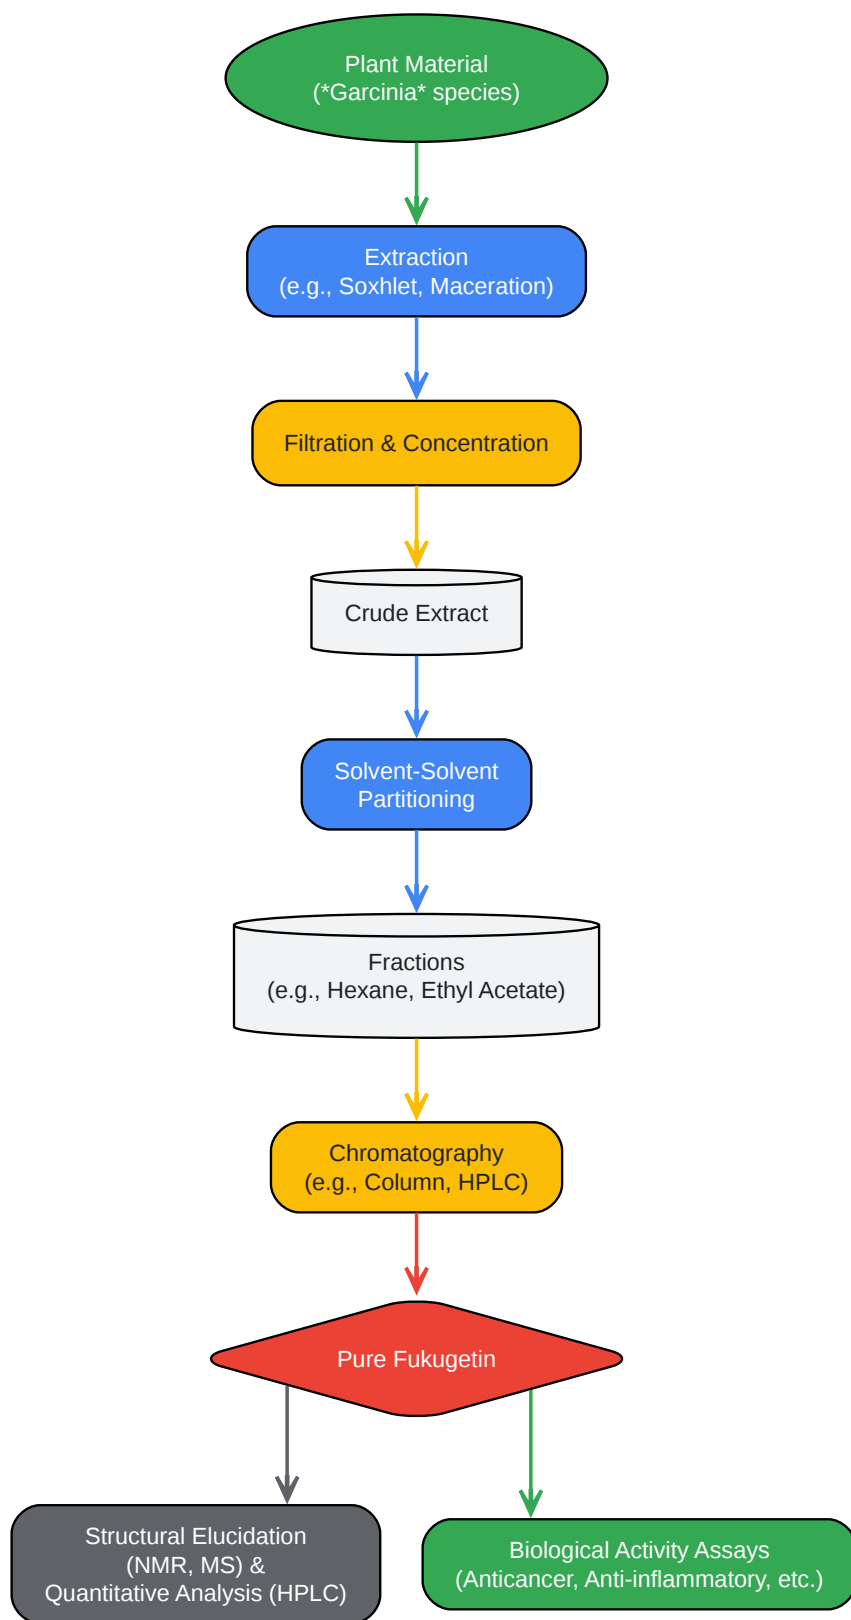 Plant Material
(*Garcinia* species)
Extraction
(e.g., Soxhlet, Maceration)
Filtration & Concentration
Crude Extract
Solvent-Solvent
Partitioning
Fractions
(e.g., Hexane, Ethyl Acetate)
Chromatography
(e.g., Column, HPLC)
Pure Fukugetin
Structural Elucidation
(NMR, MS) &
Quantitative Analysis (HPLC)
Biological Activity Assays
(Anticancer, Anti-inflammatory, etc.)